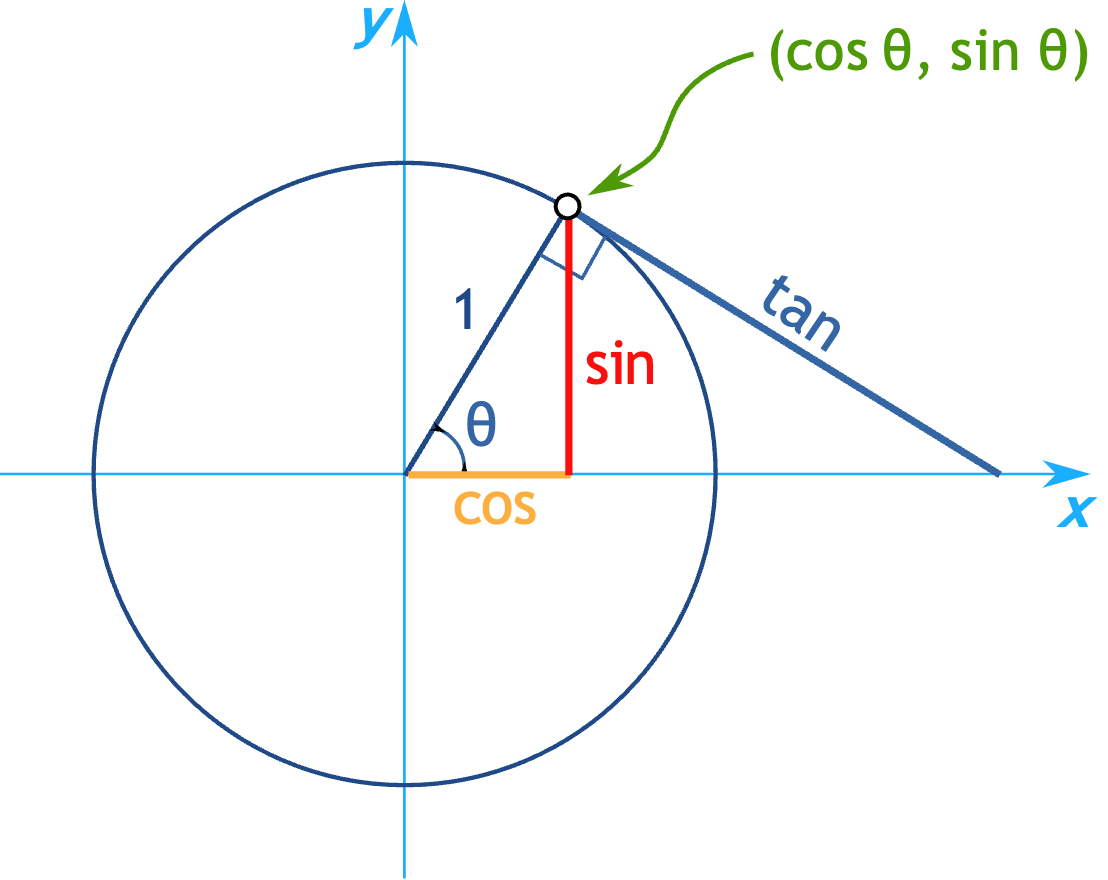 y
(cos θ, sin θ)
1
tan
sin
θ
cos
x